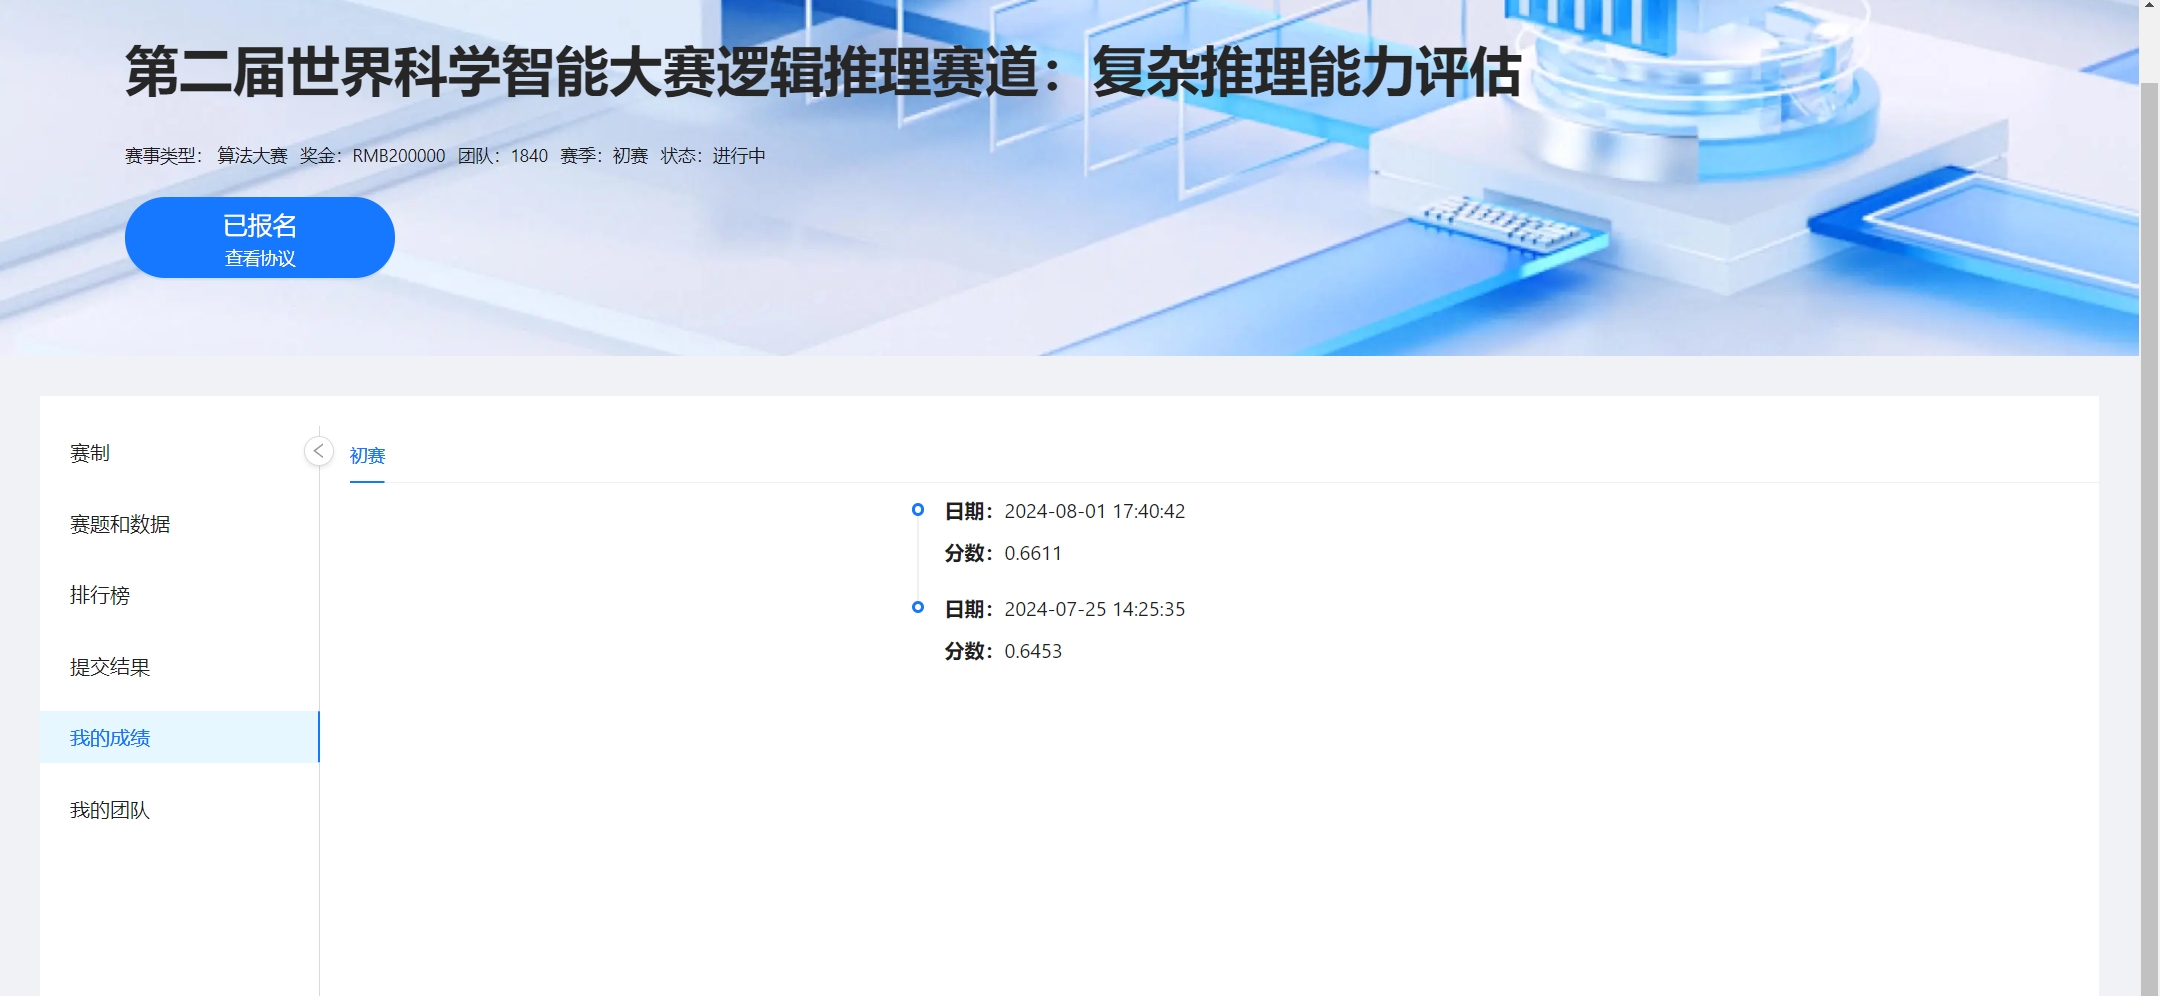 第二届世界科学智能大赛逻辑推理赛道：复杂推理能力评估
赛事类型： 算法大赛 奖金：RMB200000 团队：1840 赛季：初赛 状态：进行中
已报名
查看协议
赛制
赛题和数据
排行榜
提交结果
我的成绩
我的团队
初赛
日期：2024-08-01 17:40:42
分数：0.6611
日期：2024-07-25 14:25:35
分数：0.6453